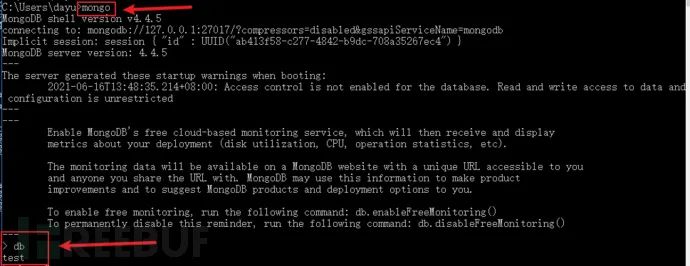 C:\Users\dayu>mongo
MongoDB shell version v4.4.5
connecting to: mongodb://127.0.0.1:27017/?compressors=disabled&gssapiServiceName=mongodb
Implicit session: session { "id" : UUID("ab413f58-c277-4842-b9dc-708a35267ec4") }
MongoDB server version: 4.4.5
---
The server generated these startup warnings when booting:
        2021-06-16T13:48:35.214+08:00: Access control is not enabled for the database. Read and write access to data and
 configuration is unrestricted
---
---
        Enable MongoDB's free cloud-based monitoring service, which will then receive and display
        metrics about your deployment (disk utilization, CPU, operation statistics, etc).

        The monitoring data will be available on a MongoDB website with a unique URL accessible to you
        and anyone you share the URL with. MongoDB may use this information to make product
        improvements and to suggest MongoDB products and deployment options to you.

        To enable free monitoring, run the following command: db.enableFreeMonitoring()
        To permanently disable this reminder, run the following command: db.disableFreeMonitoring()
---
> db
test
REEBUF